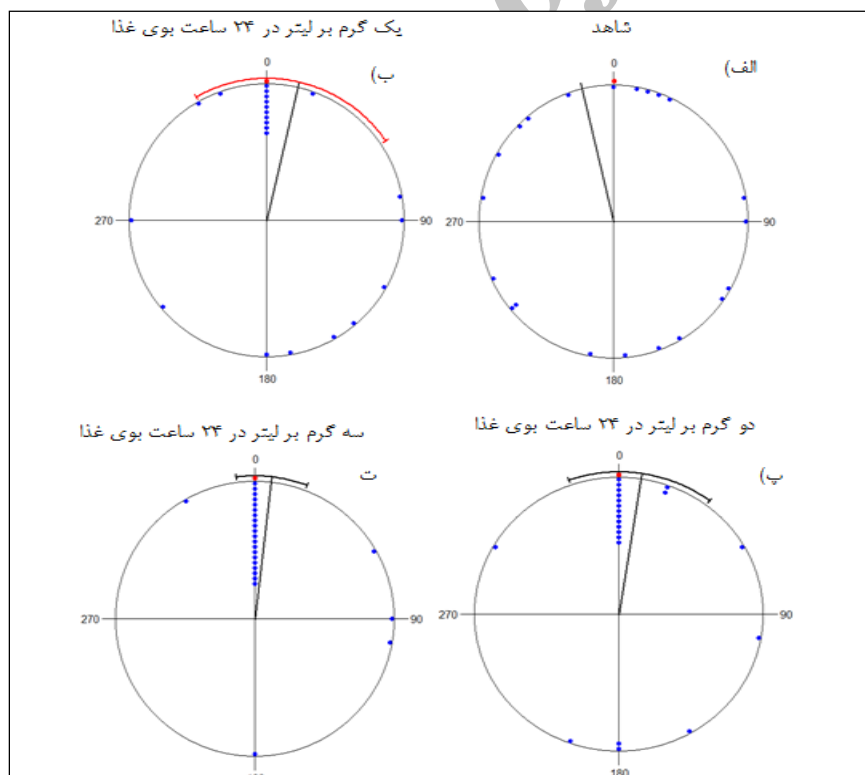 شاهد
الف)
0
90
180
270
یک گرم بر لیتر در ۲۴ ساعت بوی غذا
ب)
0
90
180
270
دو گرم بر لیتر در ۲۴ ساعت بوی غذا
پ)
0
90
180
270
سه گرم بر لیتر در ۲۴ ساعت بوی غذا
ت
0
90
270